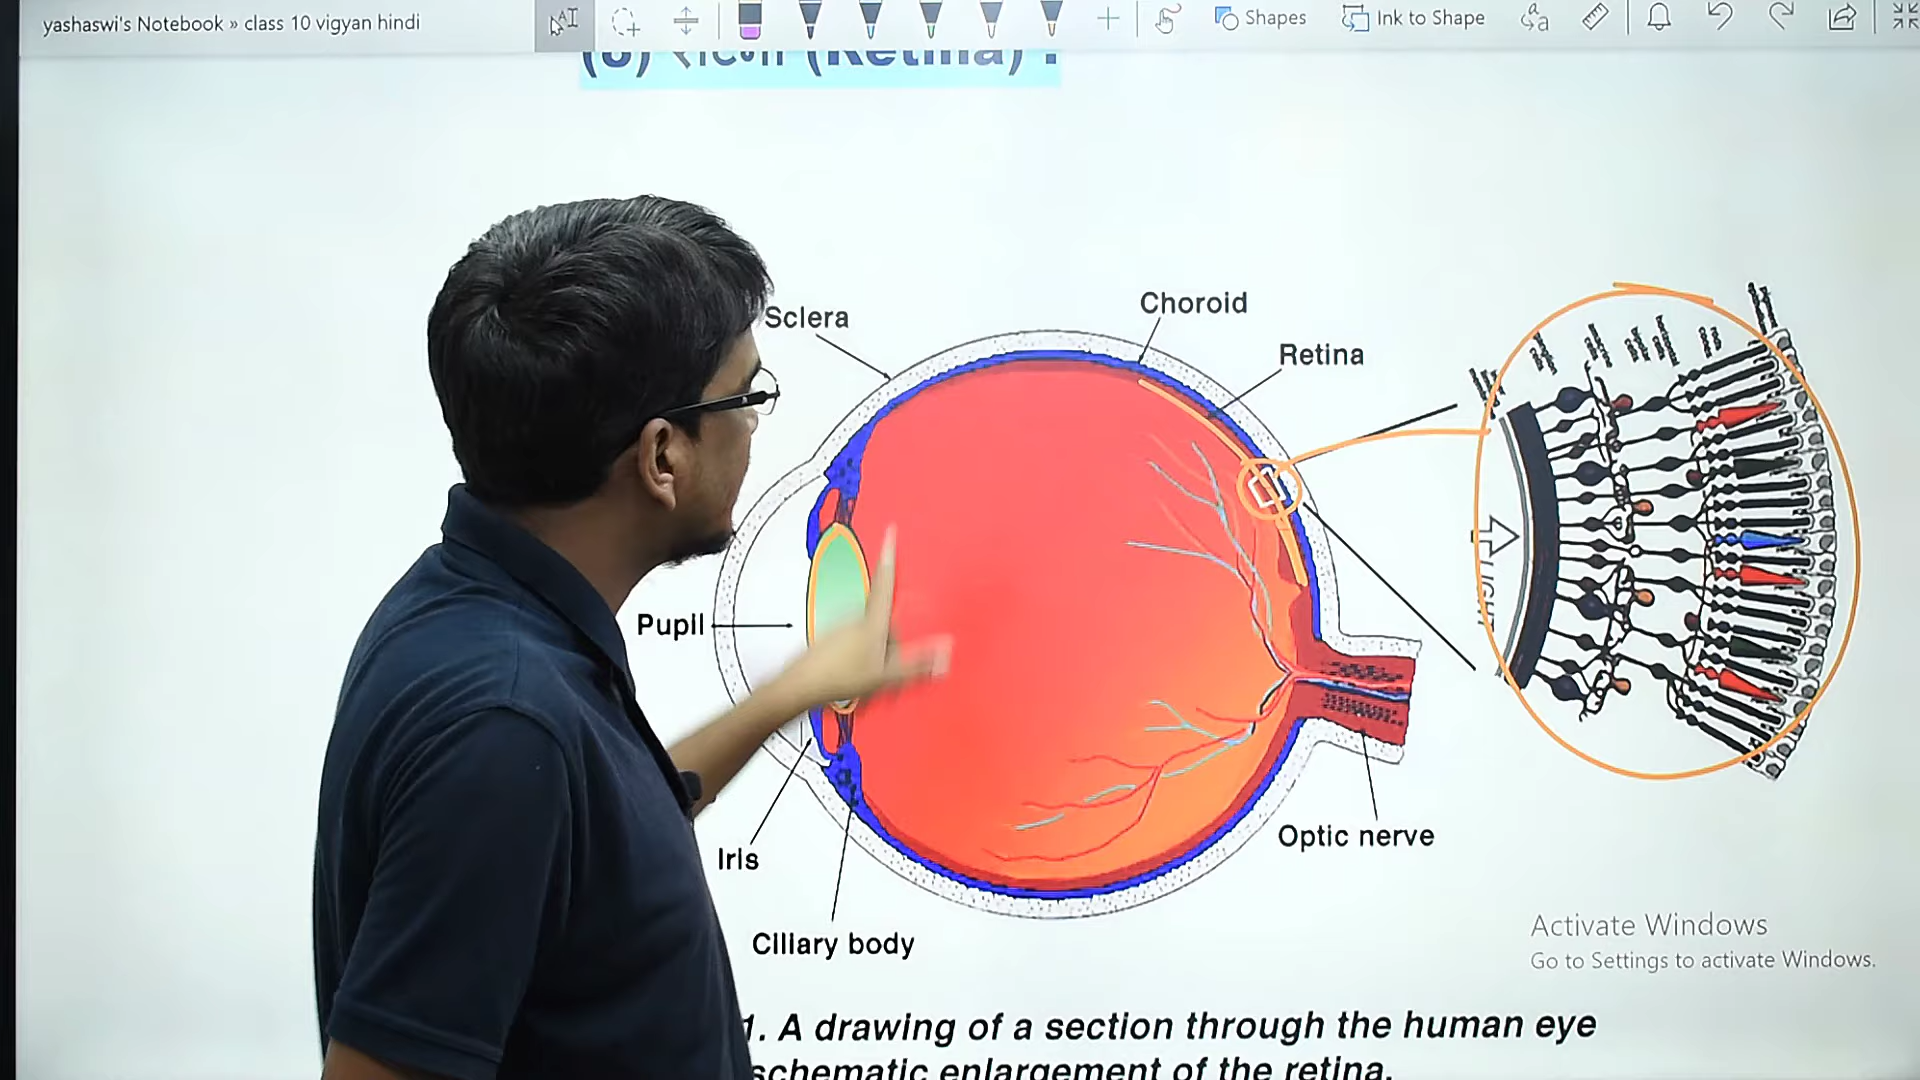 yashaswi's Notebook » class 10 vigyan hindi
Shapes
Ink to Shape
(Retina) :
Sclera
Choroid
Retina
Pupil
LIGHT
Iris
Optic nerve
Ciliary body
Activate Windows
Go to Settings to activate Windows.
1. A drawing of a section through the human eye
schematic enlargement of the retina.